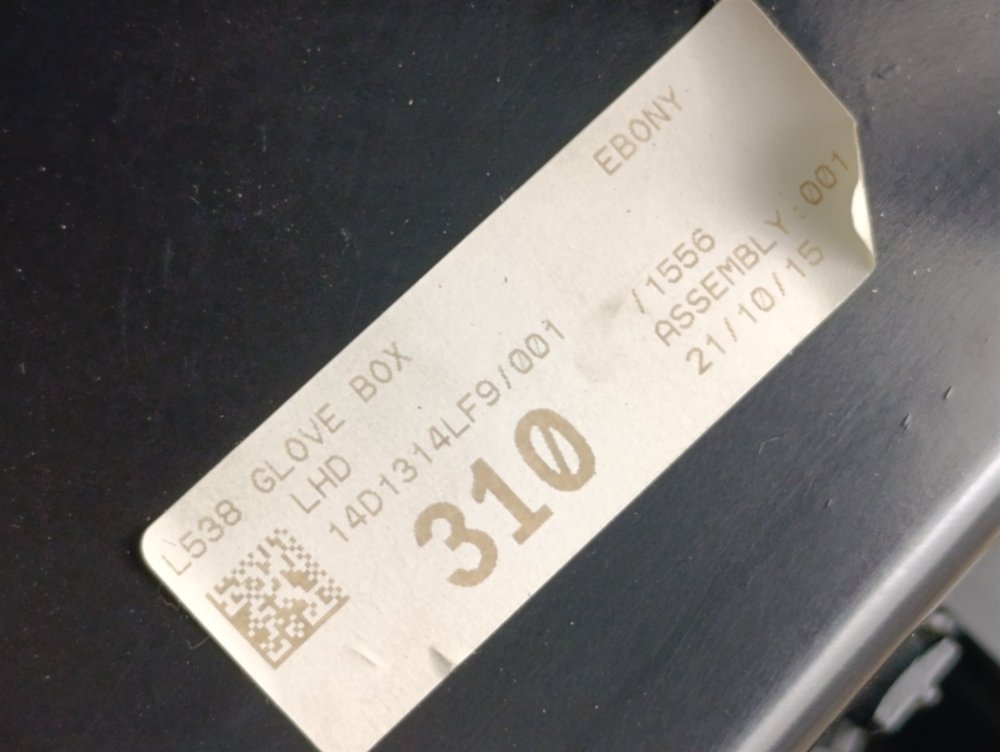 L538 GLOVE BOX
EBONY
LHD
14D1314LF9/001
/1556
310
ASSEMBLY:001
21/10/15